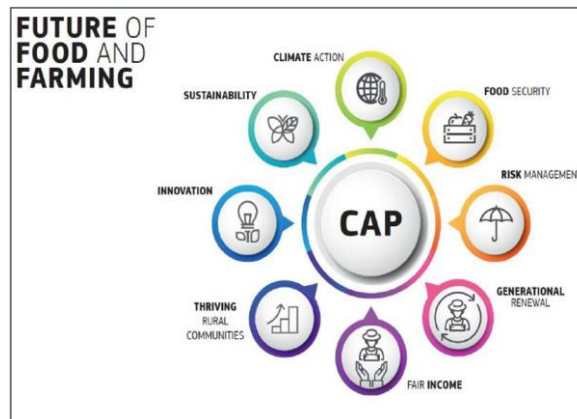 FUTURE OF
FOOD AND
FARMING
CLIMATE ACTION
SUSTAINABILITY
FOOD SECURITY
INNOVATION
RISK MANAGEMENT
CAP
THRIVING
RURAL
COMMUNITIES
GENERATIONAL
RENEWAL
FAIR INCOME